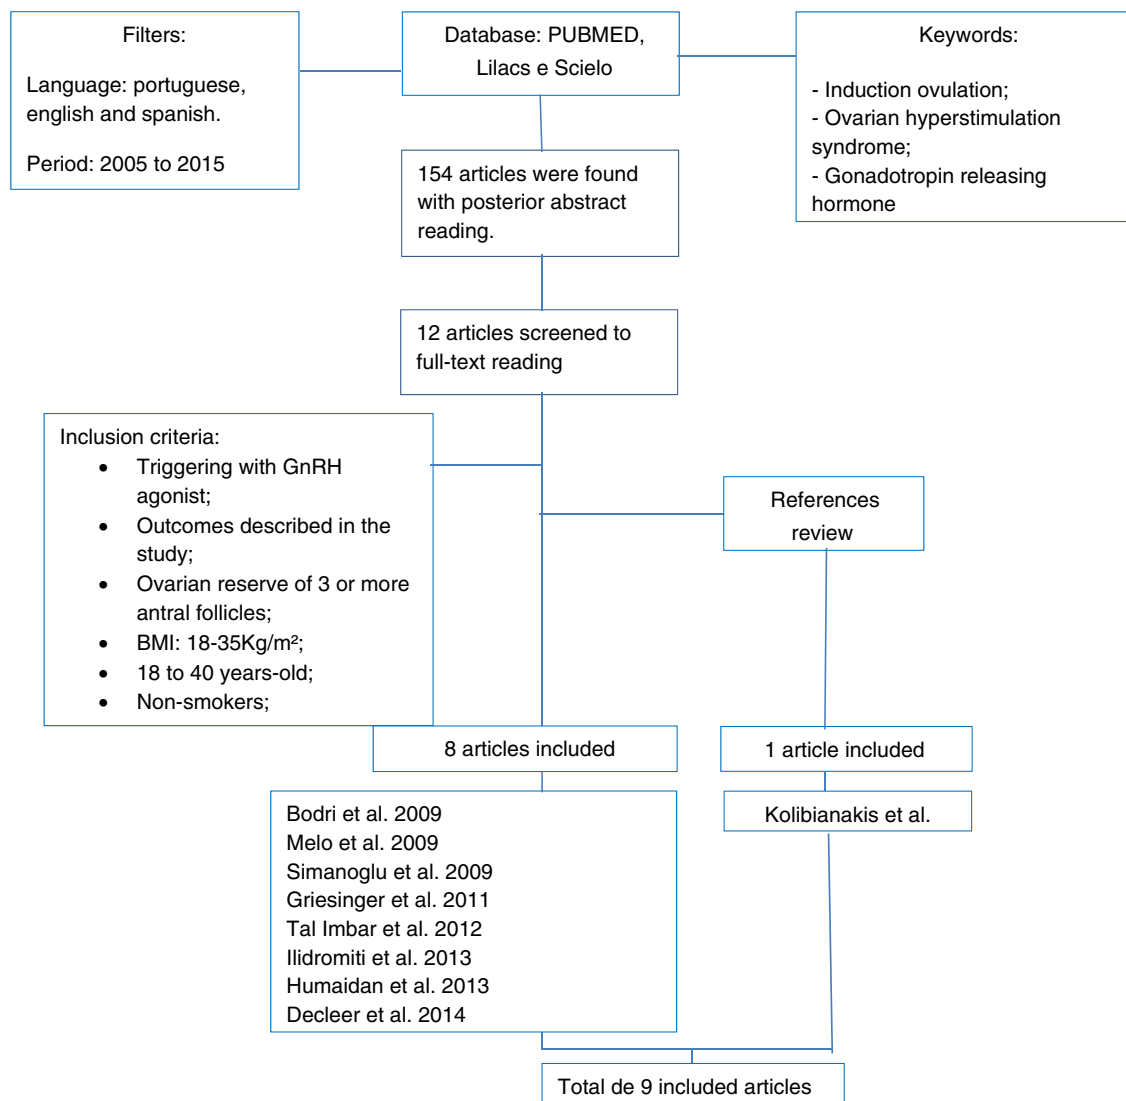 Filters:
Language: portuguese,
english and spanish.
Period: 2005 to 2015
Database: PUBMED,
Lilacs e Scielo
Keywords:
- Induction ovulation;
- Ovarian hyperstimulation
syndrome;
- Gonadotropin releasing
hormone
154 articles were found
with posterior abstract
reading.
12 articles screened to
full-text reading
Inclusion criteria:
• Triggering with GnRH
agonist;
• Outcomes described in the
study;
• Ovarian reserve of 3 or more
antral follicles;
• BMI: 18-35Kg/m²;
• 18 to 40 years-old;
• Non-smokers;
References
review
8 articles included
1 article included
Bodri et al. 2009
Melo et al. 2009
Simanoglu et al. 2009
Griesinger et al. 2011
Tal Imbar et al. 2012
Ilidromiti et al. 2013
Humaidan et al. 2013
Decleer et al. 2014
Kolibianakis et al.
Total de 9 included articles